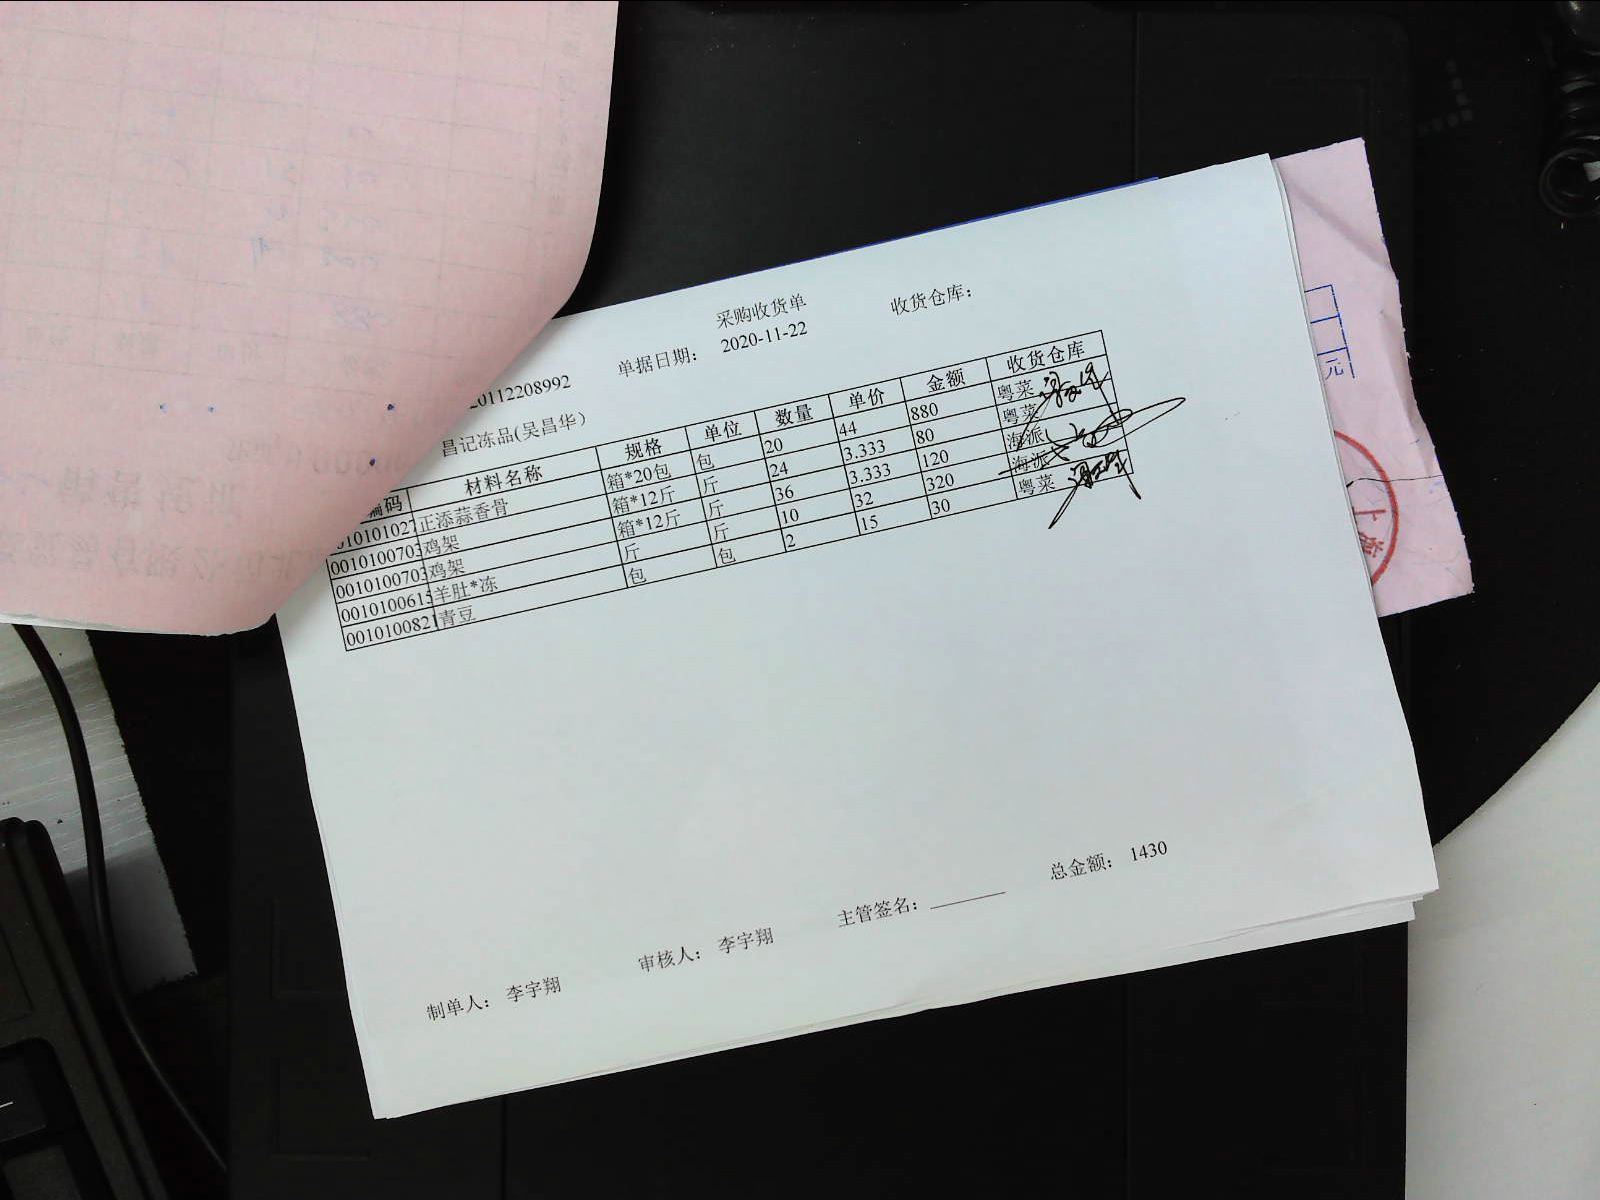 采购收货单
20112208992 单据日期： 2020-11-22 收货仓库：
昌记冻品(吴昌华)
编码 材料名称 规格 单位 数量 单价 金额 收货仓库
010101027 正添蒜香骨 箱*20包 包 20 44 880 粤菜
0010100703 鸡架 箱*12斤 斤 24 3.333 80 粤菜
0010100703 鸡架 箱*12斤 斤 36 3.333 120 海派
0010100615 羊肚*冻 斤 斤 10 32 320 海派
001010082 青豆 包 包 2 15 30 粤菜
总金额： 1430
制单人： 李宇翔 审核人： 李宇翔 主管签名：
元